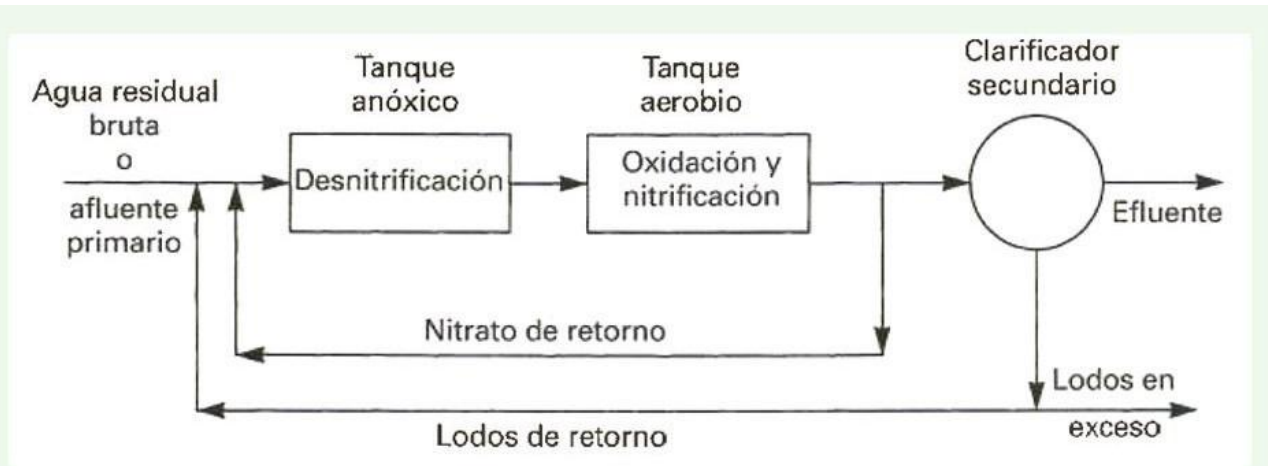 Agua residual
bruta
o
afluente
primario
Tanque
anóxico
Desnitrificación
Tanque
aerobio
Oxidación y
nitrificación
Clarificador
secundario
Efluente
Nitrato de retorno
Lodos de retorno
Lodos en
exceso